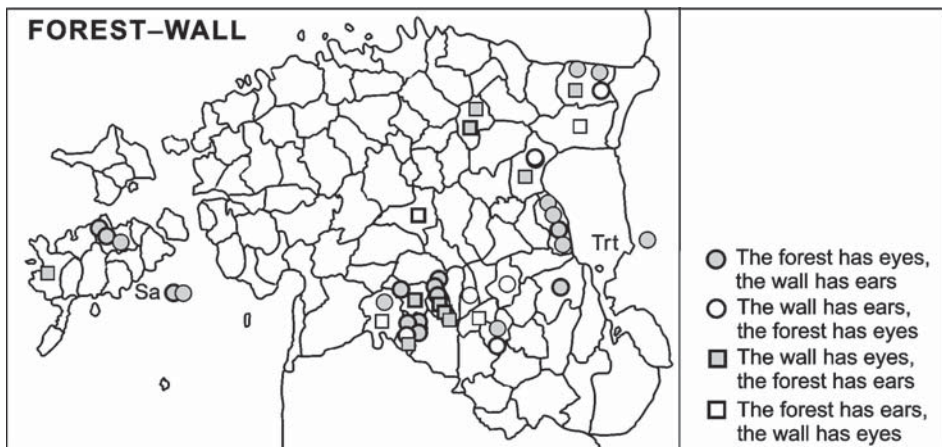 FOREST–WALL
Trt
Sa
The forest has eyes,
the wall has ears
The wall has ears,
the forest has eyes
The wall has eyes,
the forest has ears
The forest has ears,
the wall has eyes